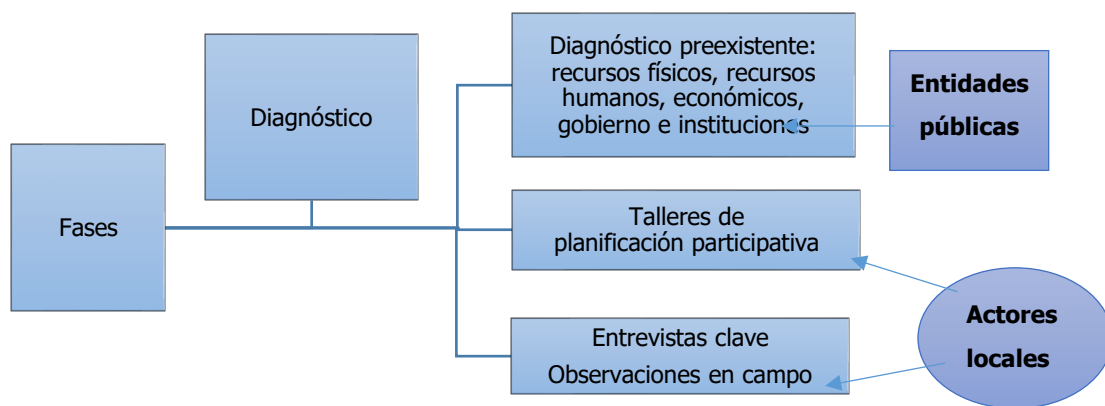 Fases
Diagnóstico
Diagnóstico preexistente:
recursos físicos, recursos
humanos, económicos,
gobierno e instituciones
Entidades
públicas
Talleres de
planificación participativa
Entrevistas clave
Observaciones en campo
Actores
locales